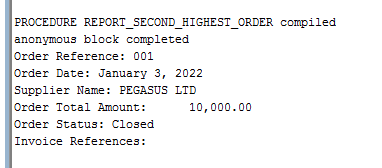 PROCEDURE REPORT_SECOND_HIGHEST_ORDER compiled
anonymous block completed
Order Reference: 001
Order Date: January 3, 2022
Supplier Name: PEGASUS LTD
Order Total Amount:      10,000.00
Order Status: Closed
Invoice References: